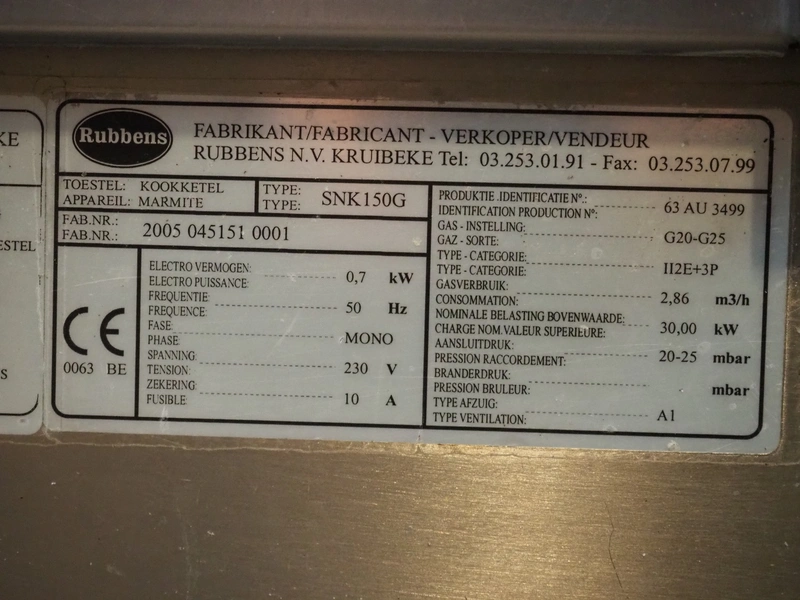 KE
ESTEL
S
Rubbens
FABRIKANT/FABRICANT - VERKOPER/VENDEUR
RUBBENS N.V. KRUIBEKE Tel: 03.253.01.91 - Fax: 03.253.07.99
TOESTEL: KOOKKETEL
APPAREIL: MARMITE
TYPE:
TYPE: SNK150G
FAB.NR.:
FAB.NR.: 2005 045151 0001
CE
0063 BE
ELECTRO VERMOGEN:
ELECTRO PUISSANCE: 0,7 kW
FREQUENTIE:
FREQUENCE: 50 Hz
FASE:
PHASE: MONO
SPANNING:
TENSION: 230 V
ZEKERING:
FUSIBLE: 10 A
PRODUKTIE .IDENTIFICATIE Nº.:
IDENTIFICATION PRODUCTION Nº: 63 AU 3499
GAS - INSTELLING:
GAZ - SORTE: G20-G25
TYPE - CATEGORIE:
TYPE - CATEGORIE: II2E+3P
GASVERBRUIK:
CONSOMMATION: 2,86 m3/h
NOMINALE BELASTING BOVENWAARDE:
CHARGE NOM.VALEUR SUPERIEURE: 30,00 kW
AANSLUITDRUK:
PRESSION RACCORDEMENT: 20-25 mbar
BRANDERDRUK:
PRESSION BRULEUR: mbar
TYPE AFZUIG:
TYPE VENTILATION: A1